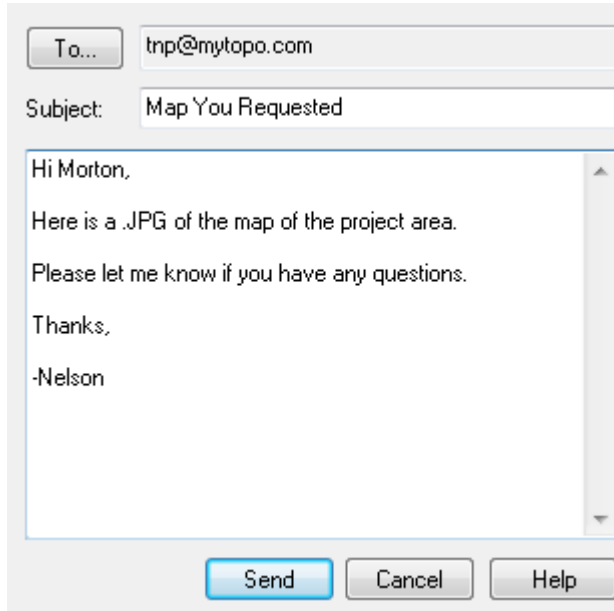 To... tnp@mytopo.com
Subject: Map You Requested
Hi Morton,
Here is a .JPG of the map of the project area.
Please let me know if you have any questions.
Thanks,
-Nelson
Send Cancel Help